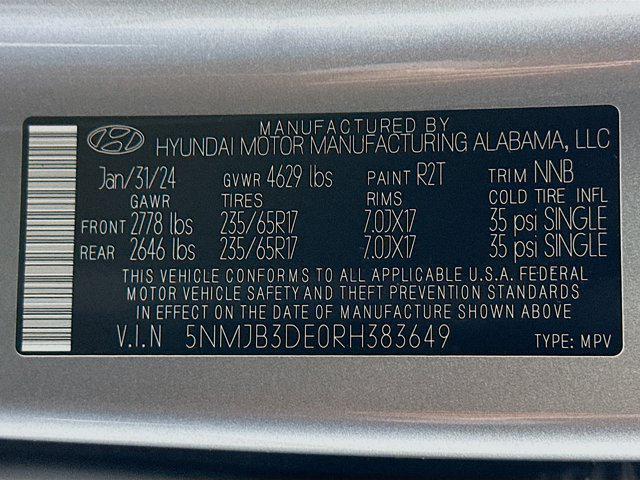 MANUFACTURED BY
HYUNDAI MOTOR MANUFACTURING ALABAMA, LLC
Jan/31/24 GVWR 4629 lbs PAINT R2T TRIM NNB
GAWR TIRES RIMS COLD TIRE INFL
FRONT 2778 lbs 235/65R17 7.0JX17 35 psi SINGLE
REAR 2646 lbs 235/65R17 7.0JX17 35 psi SINGLE
THIS VEHICLE CONFORMS TO ALL APPLICABLE U.S.A. FEDERAL
MOTOR VEHICLE SAFETY AND THEFT PREVENTION STANDARDS
IN EFFECT ON THE DATE OF MANUFACTURE SHOWN ABOVE
V.I.N 5NMJB3DE0RH383649 TYPE: MPV